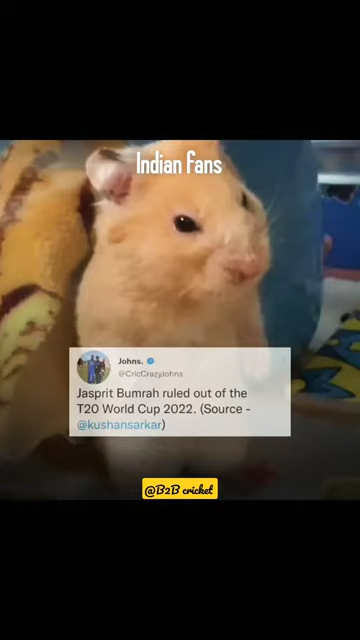 Indian fans
Johns.
@CricCrazyJohns
Jasprit Bumrah ruled out of the
T20 World Cup 2022. (Source -
@kushansarkar)
@B2B cricket